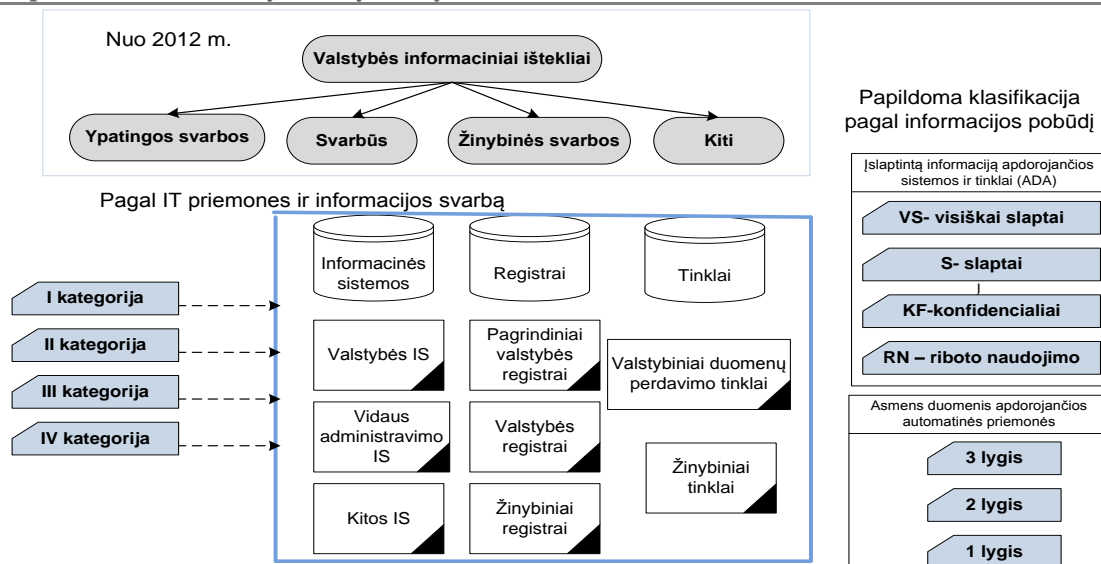 Nuo 2012 m.
Valstybės informaciniai ištekliai
Ypatingos svarbos
Svarbūs
Žinybinės svarbos
Kiti
Pagal IT priemones ir informacijos svarbą
I kategorija
II kategorija
III kategorija
IV kategorija
Informacinės
sistemos
Registrai
Tinklai
Valstybės IS
Pagrindiniai
valstybės
registrai
Valstybiniai duomenų
perdavimo tinklai
Vidaus
administravimo
IS
Valstybės
registrai
Žinybiniai
tinklai
Kitos IS
Žinybiniai
registrai
Papildoma klasifikacija
pagal informacijos pobūdį
Įslaptintą informaciją apdorojančios
sistemos ir tinklai (ADA)
VS- visiškai slaptai
S- slaptai
KF-konfidencialiai
RN – riboto naudojimo
Asmens duomenis apdorojančios
automatinės priemonės
3 lygis
2 lygis
1 lygis